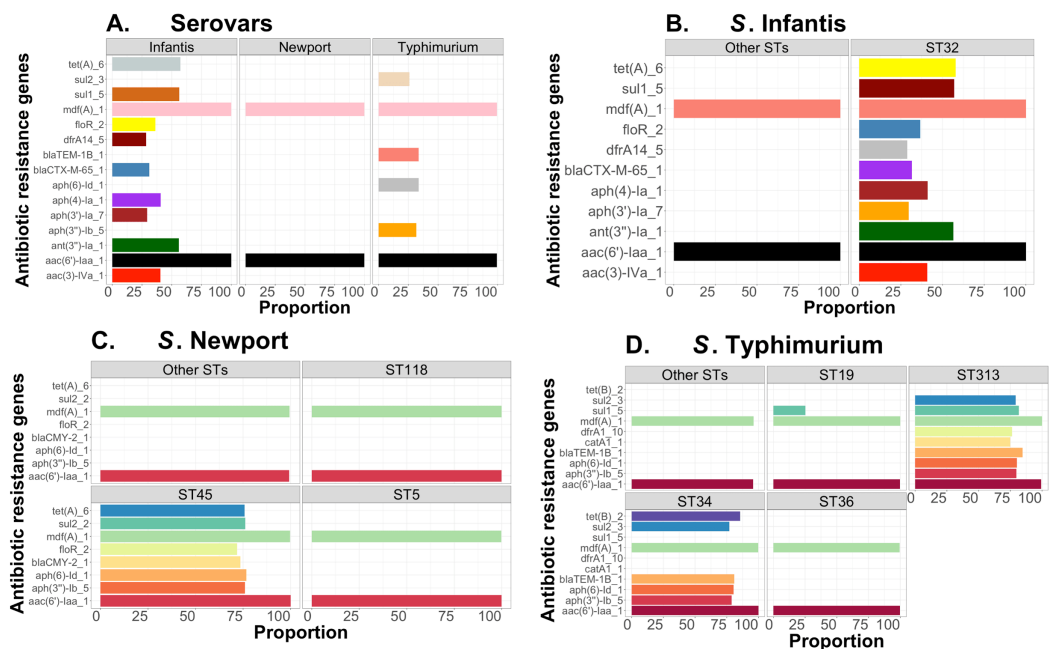 A. Serovars
Antibiotic resistance genes
Infantis Newport Typhimurium
tet(A)_6
sul2_3
sul1_5
mdf(A)_1
floR_2
dfrA14_5
blaTEM-1B_1
blaCTX-M-65_1
aph(6)-Id_1
aph(4)-Ia_1
aph(3')-Ia_7
aph(3'')-Ib_5
ant(3'')-Ia_1
aac(6')-Iaa_1
aac(3)-IVa_1
0 25 50 75 100 0 25 50 75 100 0 25 50 75 100
Proportion
B. S. Infantis
Antibiotic resistance genes
Other STs ST32
tet(A)_6
sul1_5
mdf(A)_1
floR_2
dfrA14_5
blaCTX-M-65_1
aph(4)-Ia_1
aph(3')-Ia_7
ant(3'')-Ia_1
aac(6')-Iaa_1
aac(3)-IVa_1
0 25 50 75 100 0 25 50 75 100
Proportion
C. S. Newport
Antibiotic resistance genes
Other STs ST118
tet(A)_6
sul2_2
mdf(A)_1
floR_2
blaCMY-2_1
aph(6)-Id_1
aph(3'')-Ib_5
aac(6')-Iaa_1
ST45 ST5
tet(A)_6
sul2_2
mdf(A)_1
floR_2
blaCMY-2_1
aph(6)-Id_1
aph(3'')-Ib_5
aac(6')-Iaa_1
0 25 50 75 100 0 25 50 75 100
Proportion
D. S. Typhimurium
Antibiotic resistance genes
Other STs ST19 ST313
tet(B)_2
sul2_3
sul1_5
mdf(A)_1
dfrA1_10
catA1_1
blaTEM-1B_1
aph(6)-Id_1
aph(3'')-Ib_5
aac(6')-Iaa_1
0 25 50 75 100
ST34 ST36
tet(B)_2
sul2_3
sul1_5
mdf(A)_1
dfrA1_10
catA1_1
blaTEM-1B_1
aph(6)-Id_1
aph(3'')-Ib_5
aac(6')-Iaa_1
0 25 50 75 100 0 25 50 75 100
Proportion